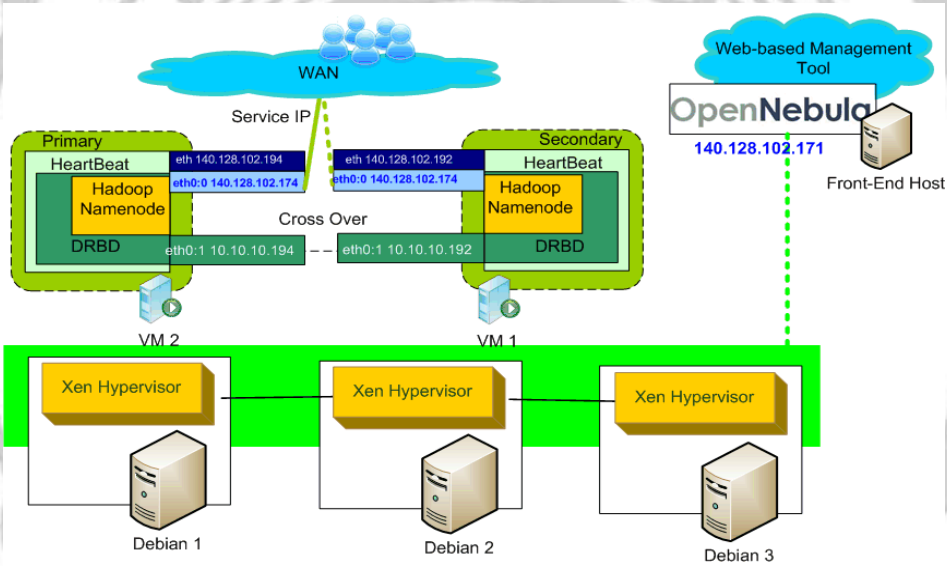 WAN
Web-based Management
Tool
OpenNebula
140.128.102.171
Front-End Host
Service IP
Primary
HeartBeat
eth 140.128.102.194
eth0:0 140.128.102.174
Hadoop
Namenode
DRBD
eth0:1 10.10.10.194
Cross Over
Secondary
eth 140.128.102.192
HeartBeat
eth0:0 140.128.102.174
Hadoop
Namenode
eth0:1 10.10.10.192
DRBD
VM 2
VM 1
Xen Hypervisor
Xen Hypervisor
Xen Hypervisor
Debian 1
Debian 2
Debian 3